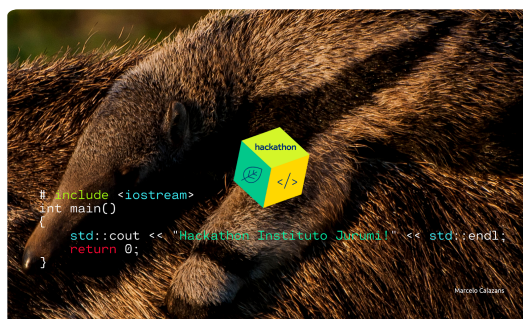 hackathon
</>
# include <iostream>
int main()
{
std::cout << "Hackathon Instituto Jurumi!" << std::endl;
return 0;
}
Marcelo Calazans